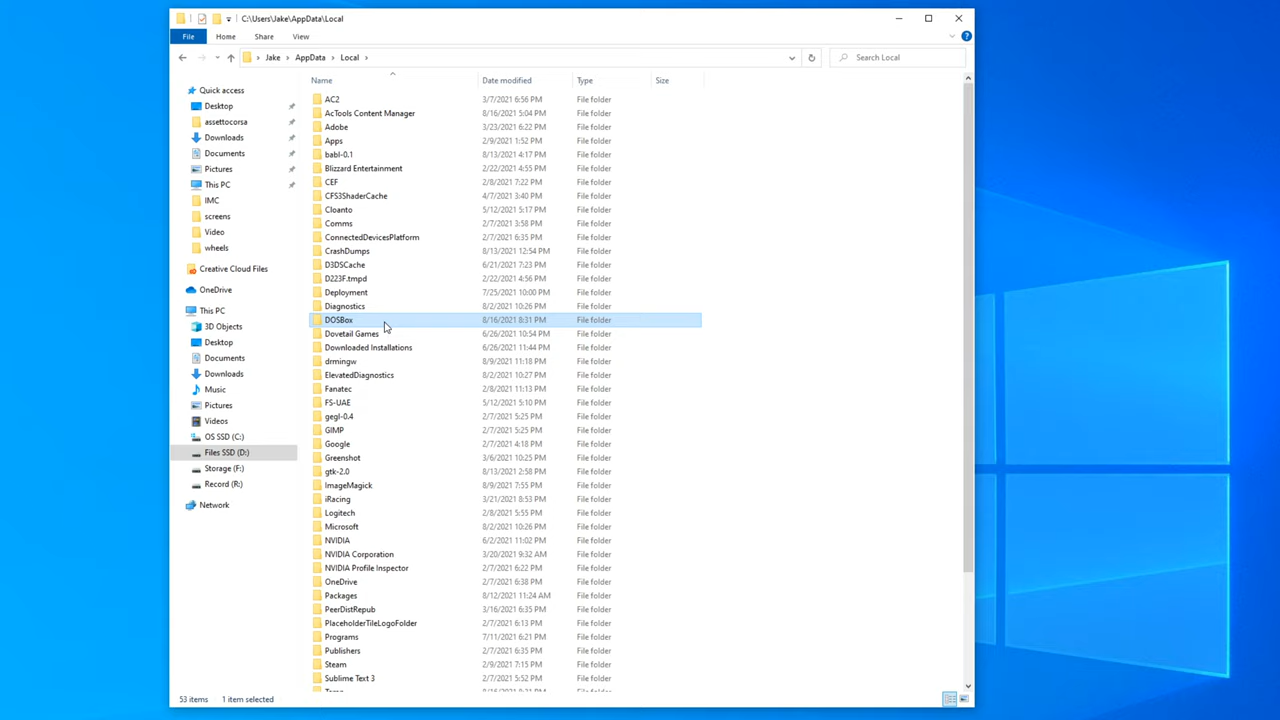 C:\Users\Jake\AppData\Local
File Home Share View
Jake AppData Local Search Local
Name Date modified Type Size
Quick access
Desktop
assettocorsa
Downloads
Documents
Pictures
This PC
IMC
screens
Video
wheels
Creative Cloud Files
OneDrive
This PC
3D Objects
Desktop
Documents
Downloads
Music
Pictures
Videos
OS SSD (C:)
Files SSD (D:)
Storage (F:)
Record (R:)
Network
AC2 3/7/2021 6:56 PM File folder
AcTools Content Manager 8/16/2021 5:04 PM File folder
Adobe 3/23/2021 6:22 PM File folder
Apps 2/9/2021 1:52 PM File folder
babl-0.1 8/13/2021 4:17 PM File folder
Blizzard Entertainment 2/22/2021 4:55 PM File folder
CEF 2/8/2021 7:22 PM File folder
CFS3ShaderCache 4/7/2021 3:40 PM File folder
Cloanto 5/12/2021 5:17 PM File folder
Comms 2/7/2021 3:58 PM File folder
ConnectedDevicesPlatform 2/7/2021 6:35 PM File folder
CrashDumps 8/13/2021 12:54 PM File folder
D3DSCache 6/21/2021 7:23 PM File folder
D223F.tmpd 2/22/2021 4:56 PM File folder
Deployment 7/25/2021 10:00 PM File folder
Diagnostics 8/2/2021 10:26 PM File folder
DOSBox 8/16/2021 8:31 PM File folder
Dovetail Games 6/26/2021 10:54 PM File folder
Downloaded Installations 6/26/2021 11:44 PM File folder
drmingw 8/9/2021 11:18 PM File folder
ElevatedDiagnostics 8/2/2021 10:27 PM File folder
Fanatec 2/8/2021 11:13 PM File folder
FS-UAE 5/12/2021 5:10 PM File folder
gegl-0.4 2/7/2021 5:25 PM File folder
GIMP 2/7/2021 5:25 PM File folder
Google 2/7/2021 4:18 PM File folder
Greenshot 3/6/2021 10:25 PM File folder
gtk-2.0 8/13/2021 2:58 PM File folder
ImageMagick 8/9/2021 7:55 PM File folder
iRacing 3/21/2021 8:53 PM File folder
Logitech 2/8/2021 5:55 PM File folder
Microsoft 8/2/2021 10:26 PM File folder
NVIDIA 6/2/2021 11:02 PM File folder
NVIDIA Corporation 3/20/2021 9:32 AM File folder
NVIDIA Profile Inspector 2/7/2021 6:22 PM File folder
OneDrive 2/7/2021 6:38 PM File folder
Packages 8/12/2021 11:24 AM File folder
PeerDistRepub 3/16/2021 6:35 PM File folder
PlaceholderTileLogoFolder 2/7/2021 6:13 PM File folder
Programs 7/11/2021 6:21 PM File folder
Publishers 2/7/2021 6:35 PM File folder
Steam 2/9/2021 7:15 PM File folder
Sublime Text 3 2/7/2021 5:52 PM File folder
53 items 1 item selected